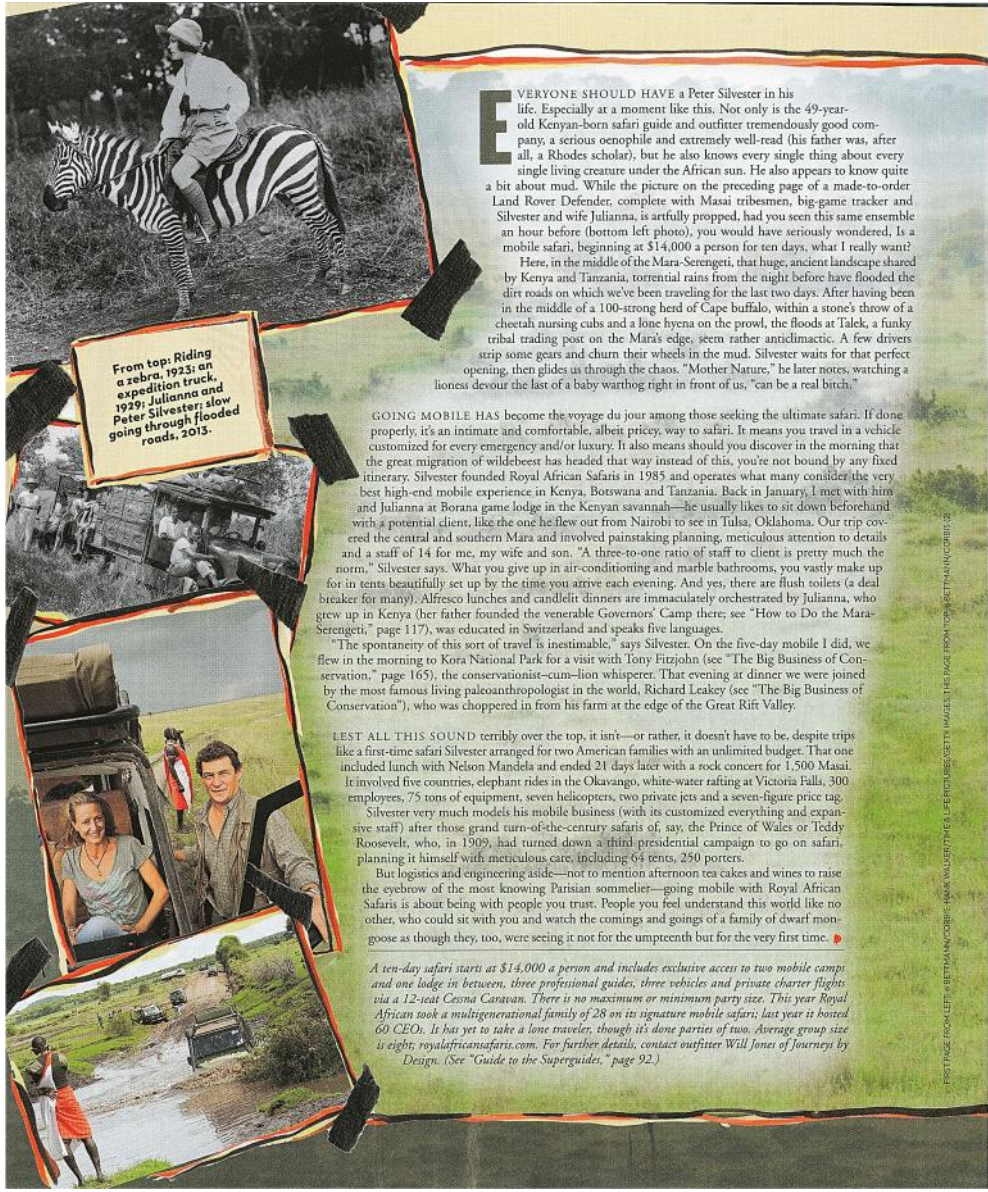 From top: Riding
a zebra, 1923; an
expedition truck,
1929; Julianna and
Peter Silvester; slow
going through flooded
roads, 2013.
EVERYONE SHOULD HAVE a Peter Silvester in his
life. Especially at a moment like this. Not only is the 49-year-
old Kenyan-born safari guide and outfitter tremendously good com-
pany, a serious oenophile and extremely well-read (his father was, after
all, a Rhodes scholar), but he also knows every single thing about every
single living creature under the African sun. He also appears to know quite
a bit about mud. While the picture on the preceding page of a made-to-order
Land Rover Defender, complete with Masai tribesmen, big-game tracker and
Silvester and wife Julianna, is artfully propped, had you seen this same ensemble
an hour before (bottom left photo), you would have seriously wondered, Is a
mobile safari, beginning at $14,000 a person for ten days, what I really want?
Here, in the middle of the Mara-Serengeti, that huge, ancient landscape shared
by Kenya and Tanzania, torrential rains from the night before have flooded the
dirt roads on which we've been traveling for the last two days. After having been
in the middle of a 100-strong herd of Cape buffalo, within a stone's throw of a
cheetah nursing cubs and a lone hyena on the prowl, the floods at Talek, a funky
tribal trading post on the Mara's edge, seem rather anticlimactic. A few drivers
strip some gears and churn their wheels in the mud. Silvester waits for that perfect
opening, then glides us through the chaos. "Mother Nature," he later notes, watching a
lioness devour the last of a baby warthog right in front of us, "can be a real bitch."
GOING MOBILE HAS become the voyage du jour among those seeking the ultimate safari. If done
properly, it's an intimate and comfortable, albeit pricey, way to safari. It means you travel in a vehicle
customized for every emergency and/or luxury. It also means should you discover in the morning that
the great migration of wildebeest has headed that way instead of this, you're not bound by any fixed
itinerary. Silvester founded Royal African Safaris in 1985 and operates what many consider the very
best high-end mobile experience in Kenya, Botswana and Tanzania. Back in January, I met with him
and Julianna at Borana game lodge in the Kenyan savannah—he usually likes to sit down beforehand
with a potential client, like the one he flew out from Nairobi to see in Tulsa, Oklahoma. Our trip cov-
ered the central and southern Mara and involved painstaking planning, meticulous attention to details
and a staff of 14 for me, my wife and son. "A three-to-one ratio of staff to client is pretty much the
norm," Silvester says. What you give up in air-conditioning and marble bathrooms, you vastly make up
for in tents beautifully set up by the time you arrive each evening. And yes, there are flush toilets (a deal
breaker for many). Alfresco lunches and candlelit dinners are immaculately orchestrated by Julianna, who
grew up in Kenya (her father founded the venerable Governors' Camp there; see "How to Do the Mara-
Serengeti," page 117), was educated in Switzerland and speaks five languages.
"The spontaneity of this sort of travel is inestimable," says Silvester. On the five-day mobile I did, we
flew in the morning to Kora National Park for a visit with Tony Fitzjohn (see "The Big Business of Con-
servation," page 165), the conservationist–cum–lion whisperer. That evening at dinner we were joined
by the most famous living paleoanthropologist in the world, Richard Leakey (see "The Big Business of
Conservation"), who was choppered in from his farm at the edge of the Great Rift Valley.
LEST ALL THIS SOUND terribly over the top, it isn't—or rather, it doesn't have to be, despite trips
like a first-time safari Silvester arranged for two American families with an unlimited budget. That one
included lunch with Nelson Mandela and ended 21 days later with a rock concert for 1,500 Masai.
It involved five countries, elephant rides in the Okavango, white-water rafting at Victoria Falls, 300
employees, 75 tons of equipment, seven helicopters, two private jets and a seven-figure price tag.
Silvester very much models his mobile business (with its customized everything and expan-
sive staff) after those grand turn-of-the-century safaris of, say, the Prince of Wales or Teddy
Roosevelt, who, in 1909, had turned down a third presidential campaign to go on safari,
planning it himself with meticulous care, including 64 tents, 250 porters.
But logistics and engineering aside—not to mention afternoon tea cakes and wines to raise
the eyebrow of the most knowing Parisian sommelier—going mobile with Royal African
Safaris is about being with people you trust. People you feel understand this world like no
other, who could sit with you and watch the comings and goings of a family of dwarf mon-
goose as though they, too, were seeing it not for the umpteenth but for the very first time.
A ten-day safari starts at $14,000 a person and includes exclusive access to two mobile camps
and one lodge in between, three professional guides, three vehicles and private charter flights
via a 12-seat Cessna Caravan. There is no maximum or minimum party size. This year Royal
African took a multigenerational family of 28 on its signature mobile safari; last year it hosted
60 CEOs. It has yet to take a lone traveler, though it's done parties of two. Average group size
is eight; royalafricansafaris.com. For further details, contact outfitter Will Jones of Journeys by
Design. (See "Guide to the Superguides," page 92.)
FIRST PAGE FROM LEFT: © BETTMANN/CORBIS; HANK WALKER/TIME & LIFE PICTURES/GETTY IMAGES. THIS PAGE FROM TOP: © BETTMANN/CORBIS (2)